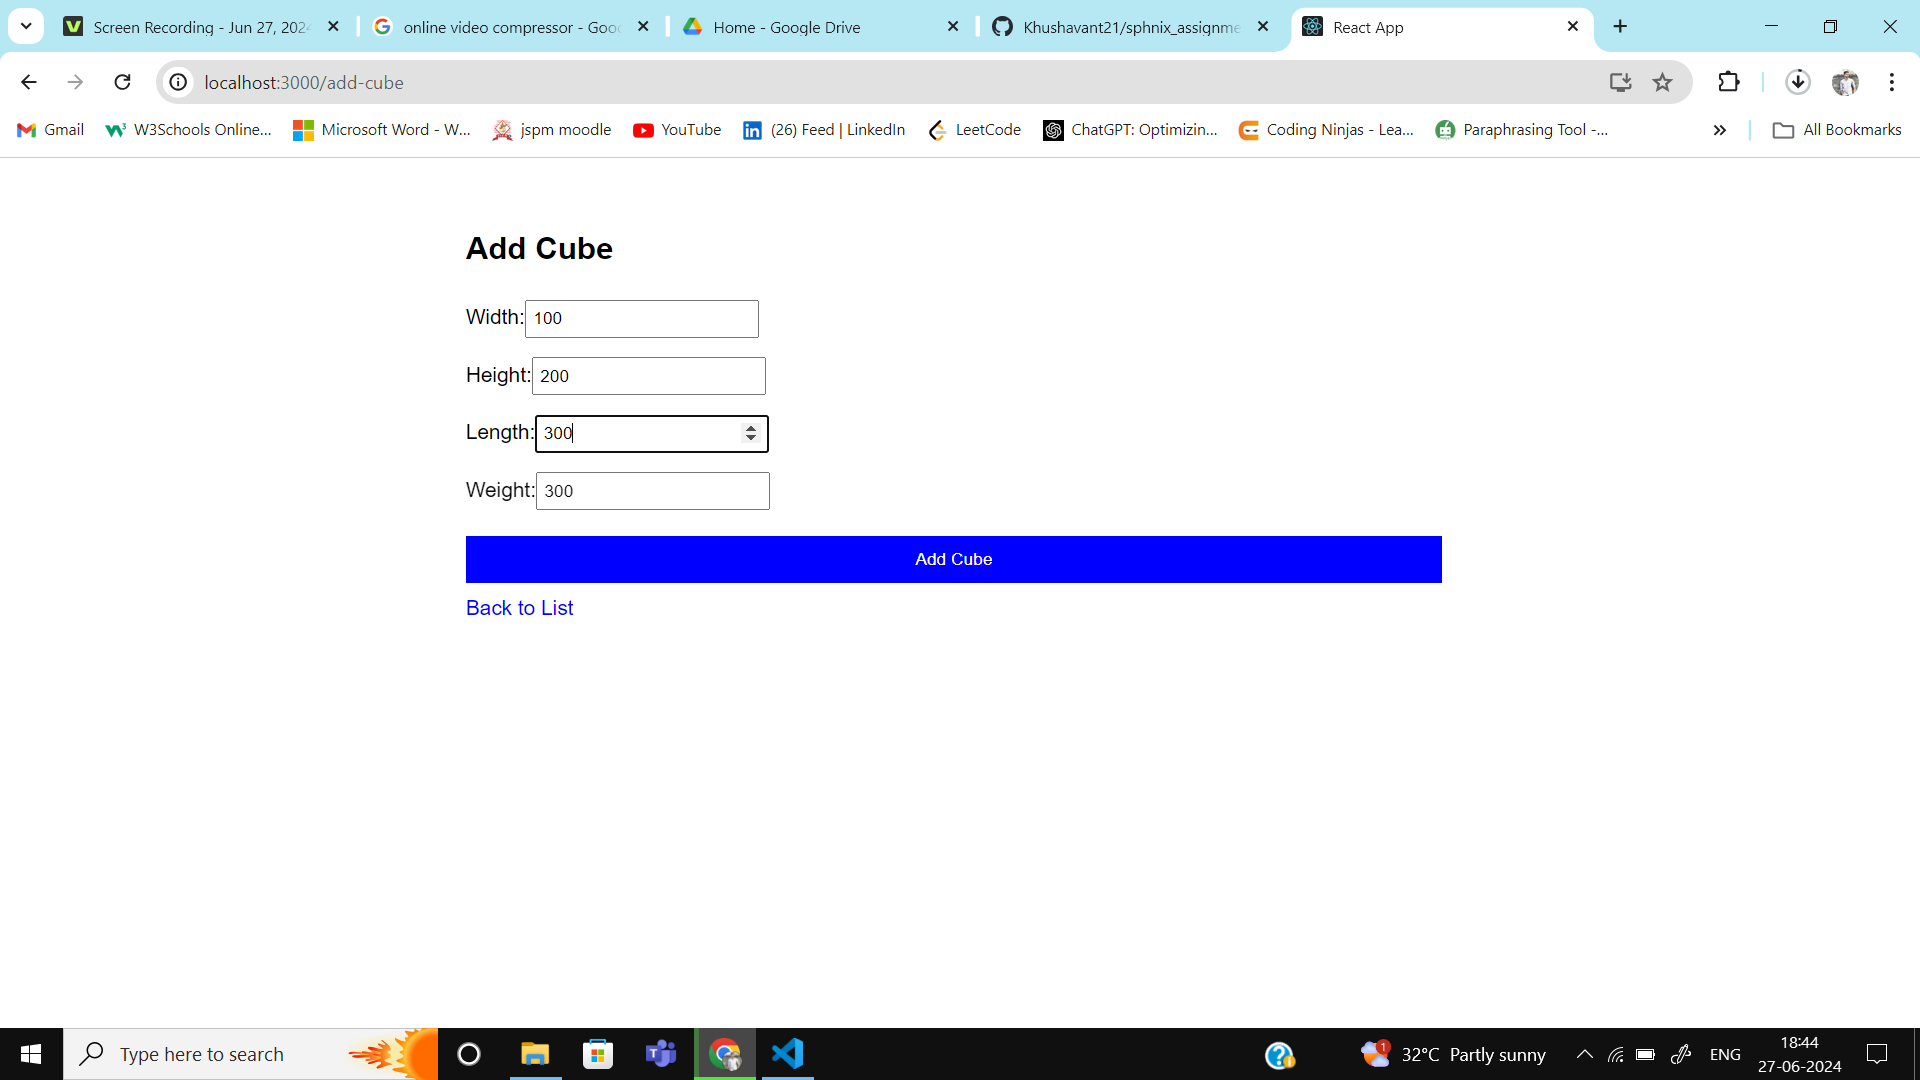 Screen Recording - Jun 27, 2024
online video compressor - Goo
Home - Google Drive
Khushavant21/sphnix_assignme
React App
localhost:3000/add-cube
Gmail
W3Schools Online...
Microsoft Word - W...
jspm moodle
YouTube
(26) Feed | LinkedIn
LeetCode
ChatGPT: Optimizin...
Coding Ninjas - Lea...
Paraphrasing Tool -...
All Bookmarks
Add Cube
Width: 100
Height: 200
Length: 300
Weight: 300
Add Cube
Back to List
Type here to search
1
32°C Partly sunny
ENG
18:44
27-06-2024